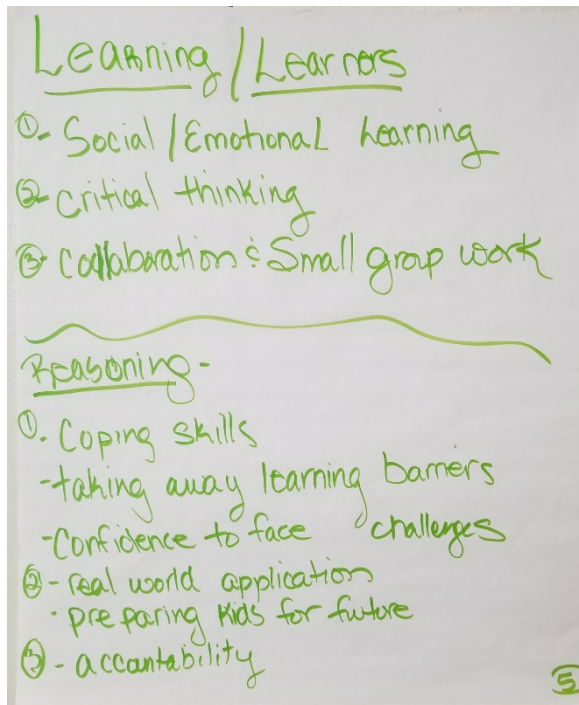 Learning / Learners
①- Social / Emotional Learning
②- Critical thinking
③- Collaboration & Small group work
Reasoning -
①. Coping skills
- taking away learning barriers
- Confidence to face challenges
② - real world application
· preparing kids for future
③ - accountability
⑤